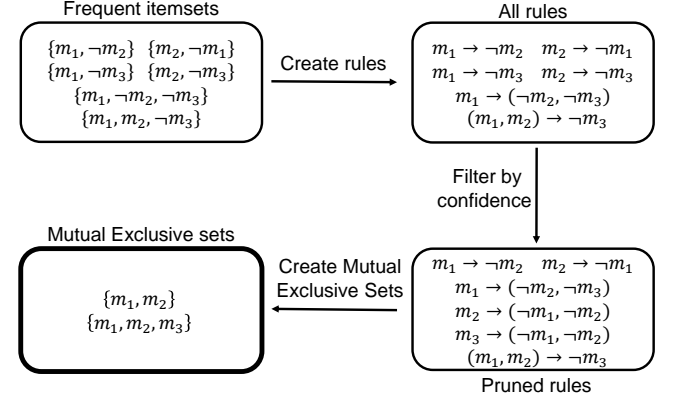 Frequent itemsets
{m₁, ¬m₂} {m₂, ¬m₁}
{m₁, ¬m₃} {m₂, ¬m₃}
{m₁, ¬m₂, ¬m₃}
{m₁, m₂, ¬m₃}
Create rules
All rules
m₁ → ¬m₂ m₂ → ¬m₁
m₁ → ¬m₃ m₂ → ¬m₃
m₁ → (¬m₂, ¬m₃)
(m₁, m₂) → ¬m₃
Filter by
confidence
m₁ → ¬m₂ m₂ → ¬m₁
m₁ → (¬m₂, ¬m₃)
m₂ → (¬m₁, ¬m₂)
m₃ → (¬m₁, ¬m₂)
(m₁, m₂) → ¬m₃
Pruned rules
Create Mutual
Exclusive Sets
Mutual Exclusive sets
{m₁, m₂}
{m₁, m₂, m₃}